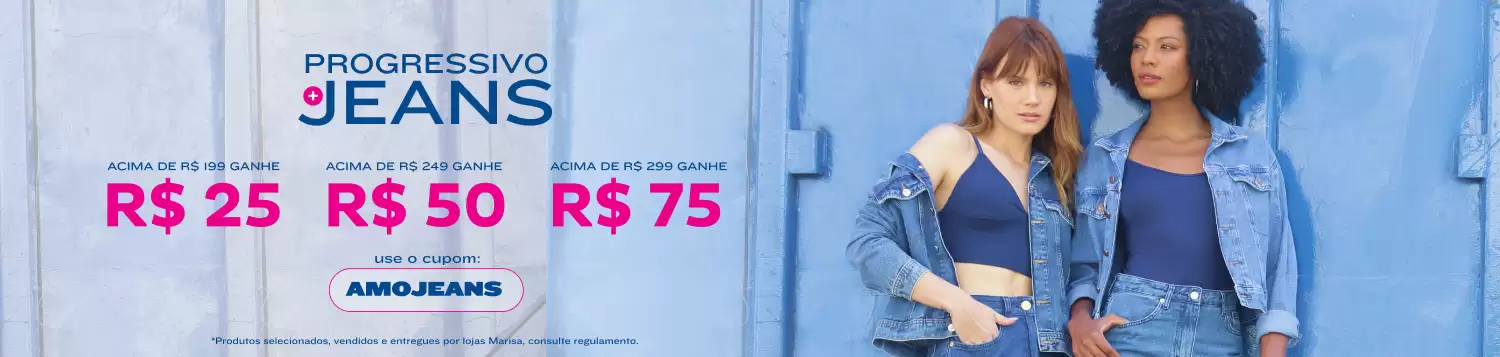 PROGRESSIVO
+JEANS
ACIMA DE R$ 199 GANHE
R$ 25
ACIMA DE R$ 249 GANHE
R$ 50
ACIMA DE R$ 299 GANHE
R$ 75
use o cupom:
AMOJEANS
*Produtos selecionados, vendidos e entregues por lojas Marisa, consulte regulamento.